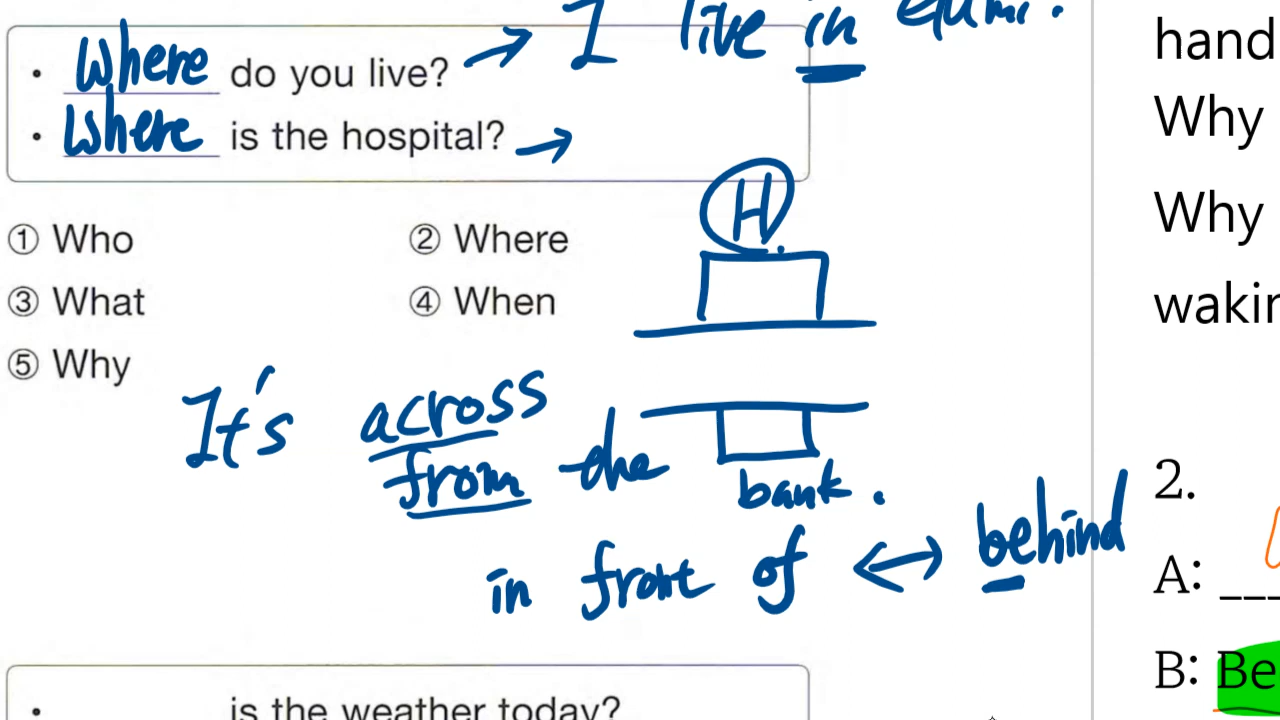 I live in
• Where do you live? →
• Where is the hospital? →
H
① Who
② Where
③ What
④ When
⑤ Why
It's across from the bank.
in front of ↔ behind
• ____ is the weather today?
hand
Why
Why
2.
A: ___
B: Be